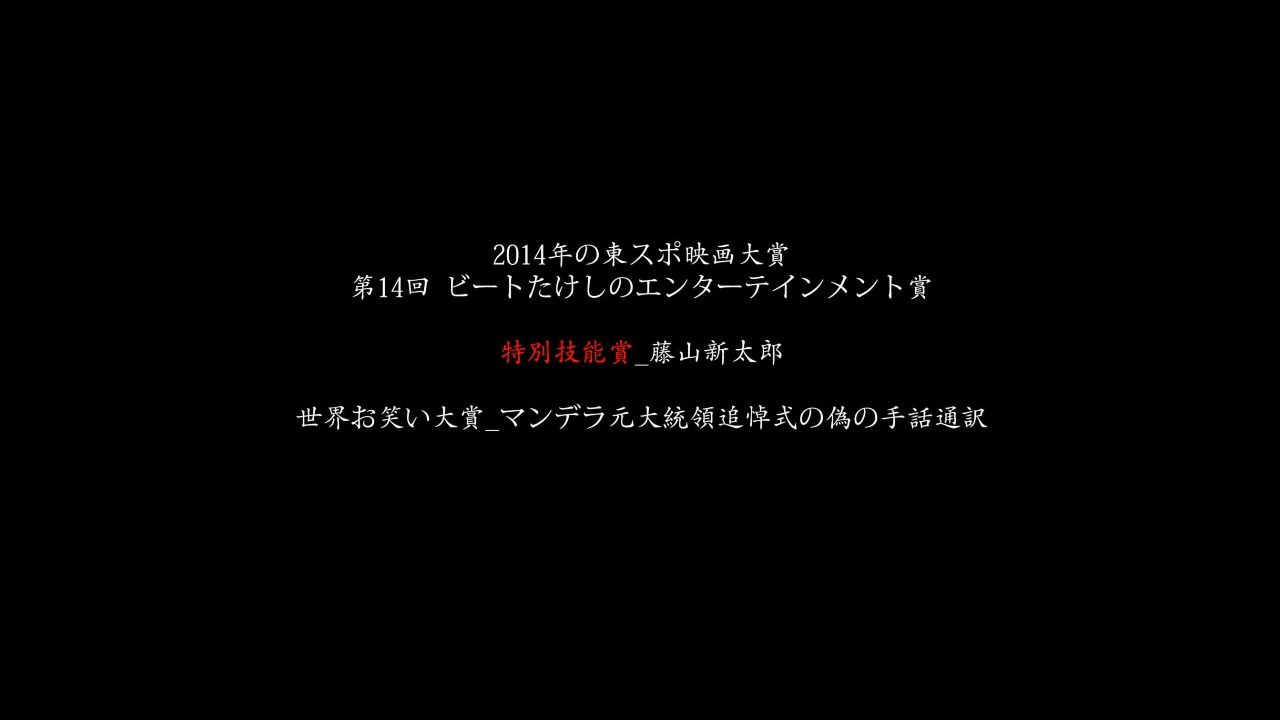 2014年の東スポ映画大賞
第14回 ビートたけしのエンターテインメント賞
特別技能賞_藤山新太郎
世界お笑い大賞_マンデラ元大統領追悼式の偽の手話通訳